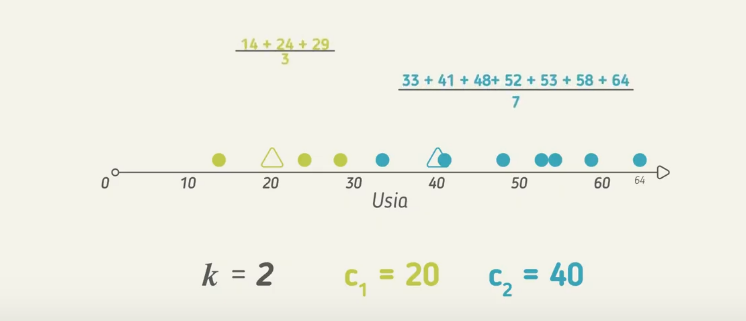 14 + 24 + 29
3
33 + 41 + 48+ 52 + 53 + 58 + 64
7
0 10 20 30 40 50 60 64
Usia
k = 2 c1 = 20 c2 = 40